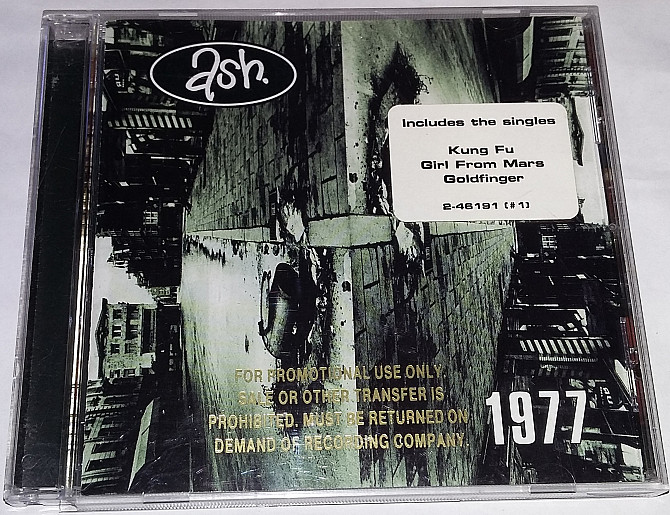 ash.
Includes the singles
Kung Fu
Girl From Mars
Goldfinger
2-46191 (#1)
FOR PROMOTIONAL USE ONLY.
SALE OR OTHER TRANSFER IS
PROHIBITED. MUST BE RETURNED ON
DEMAND OF RECORDING COMPANY.
1977